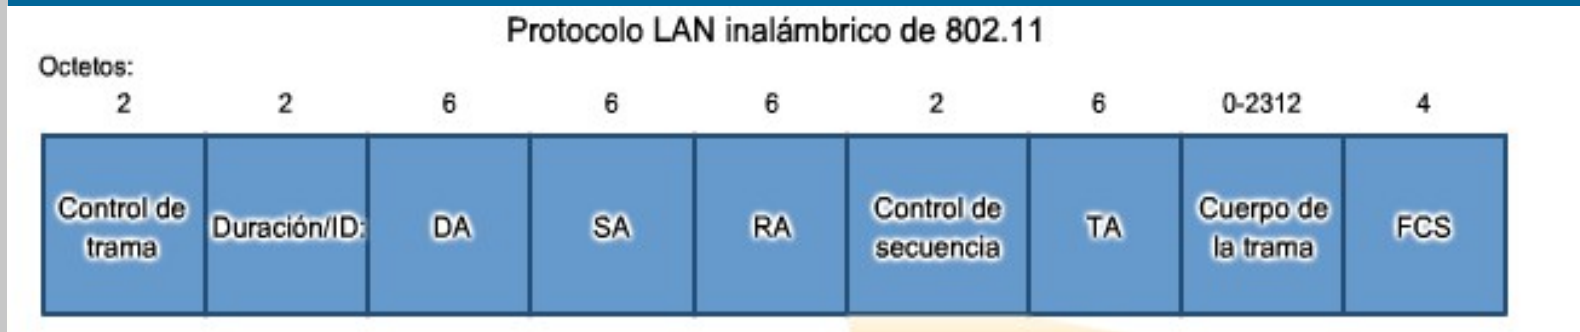 Protocolo LAN inalámbrico de 802.11
Octetos:
2 2 6 6 6 2 6 0-2312 4
Control de
trama
Duración/ID:
DA
SA
RA
Control de
secuencia
TA
Cuerpo de
la trama
FCS